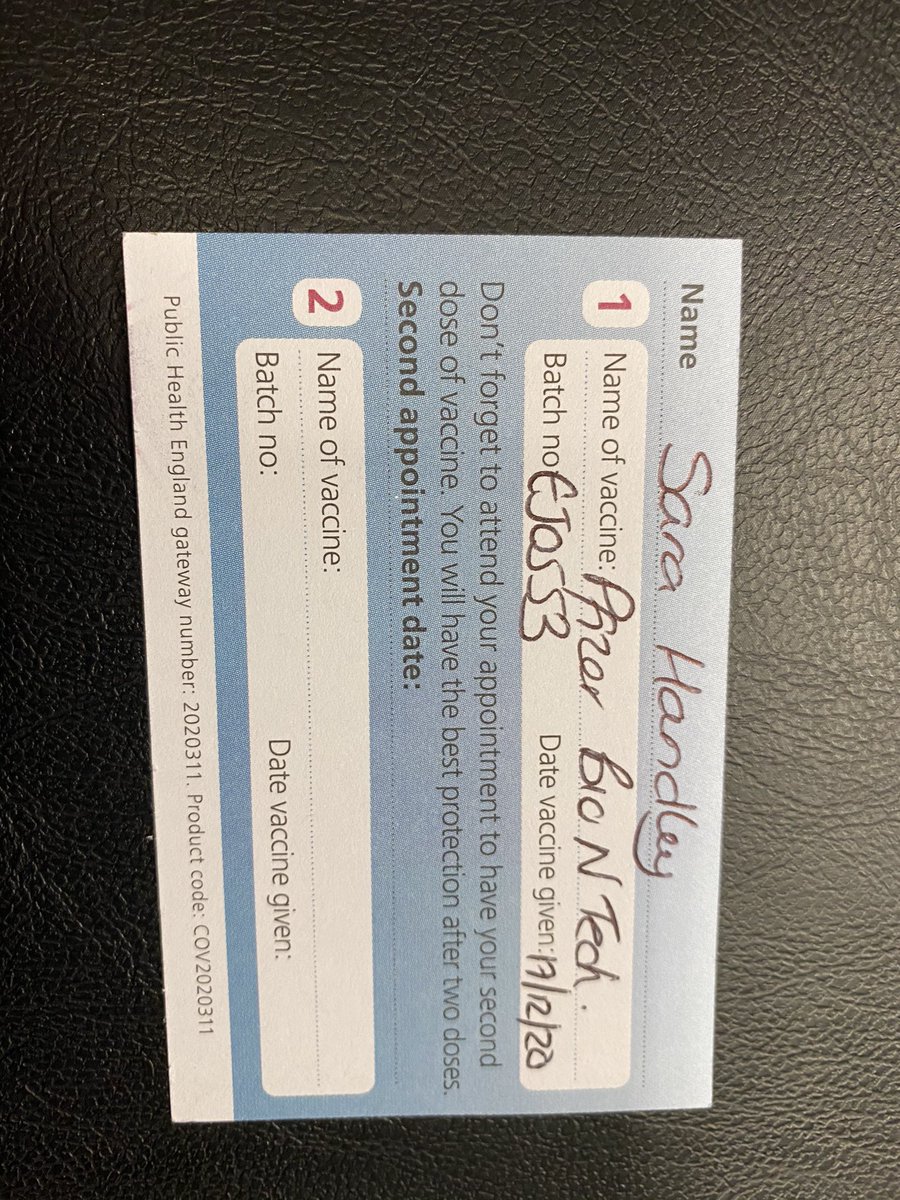 Name Sara Handley
1 Name of vaccine: Pfizer BioNTech.
Batch no: EJ0553 Date vaccine given: 17/12/20
Don't forget to attend your appointment to have your second
dose of vaccine. You will have the best protection after two doses.
Second appointment date:
2 Name of vaccine:
Batch no: Date vaccine given:
Public Health England gateway number: 2020311. Product code: COV2020311